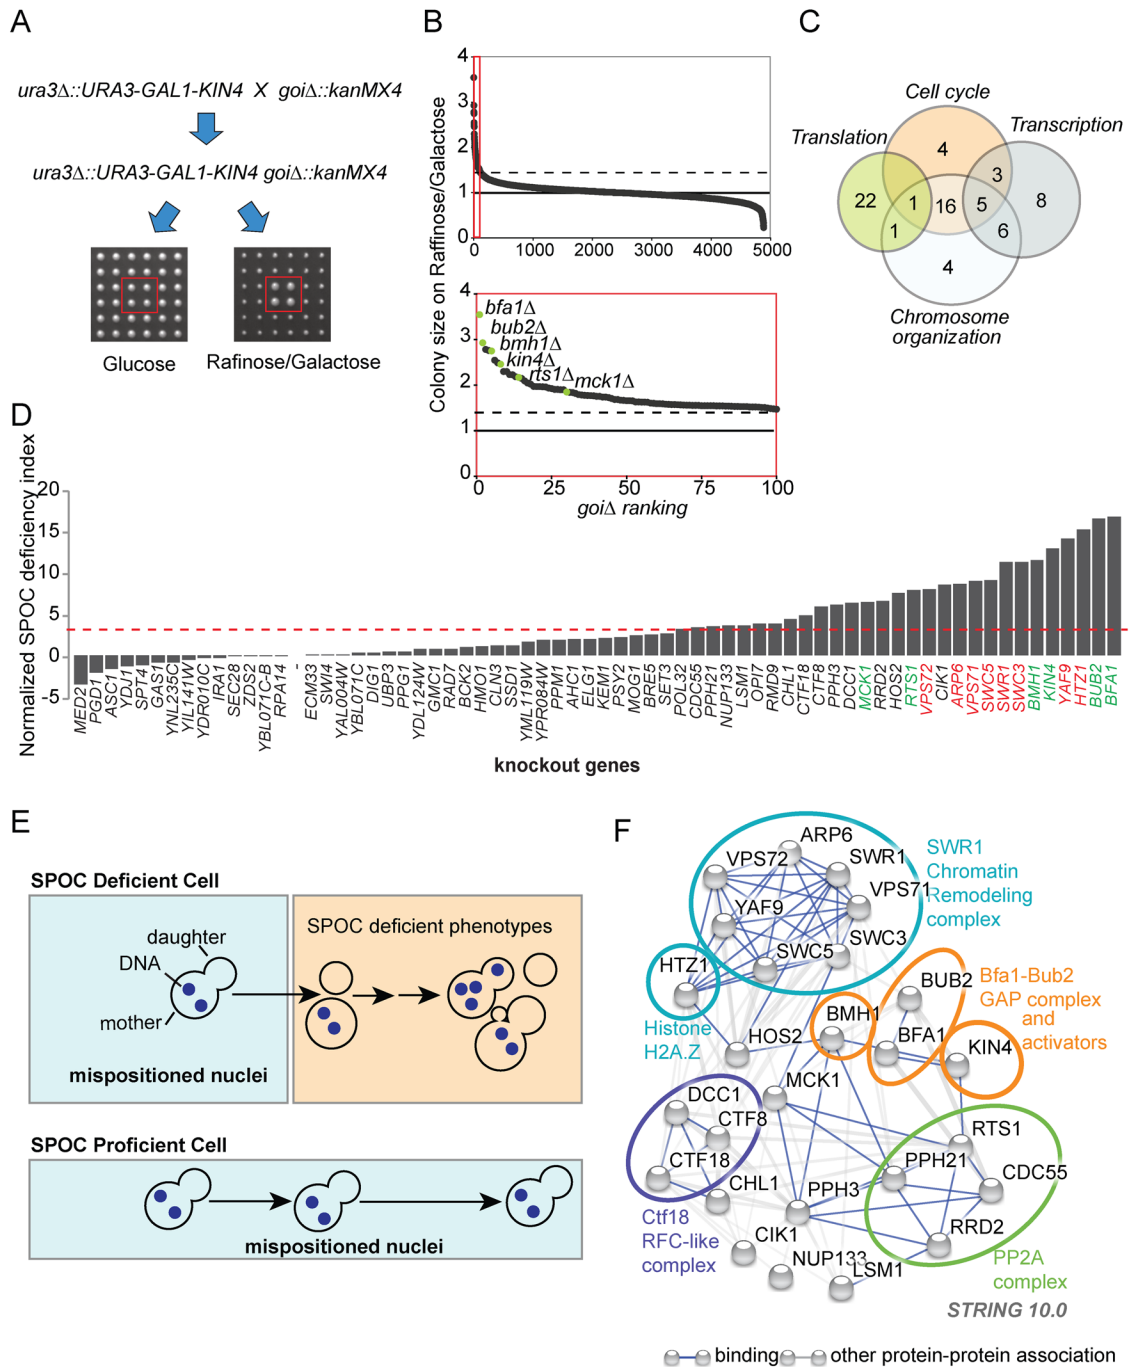 A
ura3Δ::URA3-GAL1-KIN4 X goiΔ::kanMX4
ura3Δ::URA3-GAL1-KIN4 goiΔ::kanMX4
Glucose
Rafinose/Galactose
B
Colony size on Raffinose/Galactose
4
3
2
1
0
0
1000
2000
3000
4000
5000
4
3
2
1
0
bfa1Δ
bub2Δ
bmh1Δ
kin4Δ
rts1Δ
mck1Δ
0
25
50
75
100
goiΔ ranking
C
Cell cycle
Translation
Transcription
4
3
22
1
16
5
8
1
6
4
Chromosome
organization
D
Normalized SPOC deficiency index
20
15
10
5
0
-5
MED2
PGD1
ASC1
YDJ1
SPT4
GAS1
YNL235C
YIL141W
YDR010C
IRA1
SEC28
ZDS2
YBL071C-B
RPA14
-
ECM33
SWI4
YAL004W
YBL071C
DIG1
UBP3
PPG1
YDL124W
GMC1
RAD7
BCK2
HMO1
CLN3
SSD1
YML119W
YPR084W
PPM1
AHC1
ELG1
KEM1
PSY2
MOG1
BRE5
SET3
POL32
CDC55
PPH21
NUP133
LSM1
OPI7
RMD9
CHL1
CTF18
CTF8
PPH3
DCC1
MCK1
RRD2
HOS2
RTS1
VPS72
CIK1
ARP6
VPS71
SWC5
SWR1
SWC3
BMH1
KIN4
YAF9
HTZ1
BUB2
BFA1
knockout genes
E
SPOC Deficient Cell
daughter
DNA
mother
mispositioned nuclei
SPOC deficient phenotypes
SPOC Proficient Cell
mispositioned nuclei
F
ARP6
VPS72
SWR1
VPS71
YAF9
SWC5
SWC3
HTZ1
SWR1
Chromatin
Remodeling
complex
Histone
H2A.Z
HOS2
BMH1
BUB2
BFA1
KIN4
Bfa1-Bub2
GAP complex
and
activators
MCK1
DCC1
CTF8
CTF18
CHL1
Ctf18
RFC-like
complex
RTS1
PPH21
CDC55
PPH3
RRD2
CIK1
NUP133
LSM1
PP2A
complex
STRING 10.0
binding
other protein-protein association